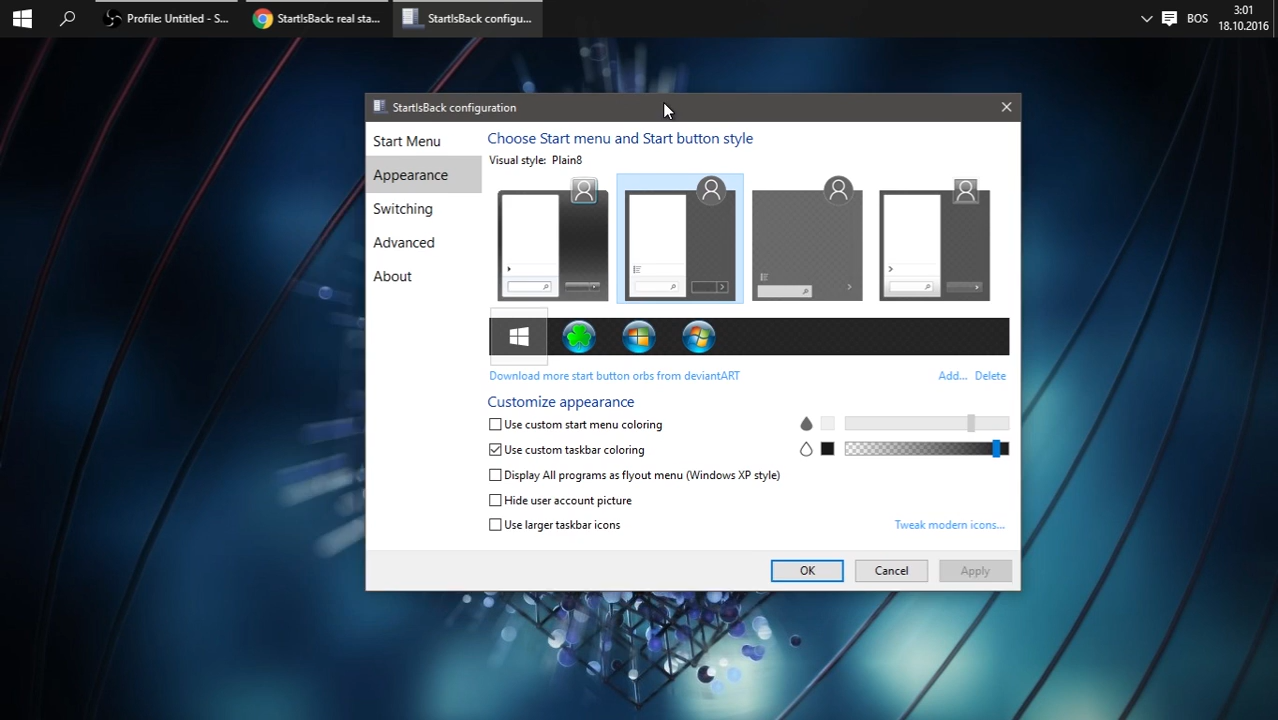 Profile: Untitled - S...
StartIsBack: real sta...
StartIsBack configu...
BOS
3:01
18.10.2016
StartIsBack configuration
Start Menu
Appearance
Switching
Advanced
About
Choose Start menu and Start button style
Visual style: Plain8
Download more start button orbs from deviantART
Add...
Delete
Customize appearance
Use custom start menu coloring
Use custom taskbar coloring
Display All programs as flyout menu (Windows XP style)
Hide user account picture
Use larger taskbar icons
Tweak modern icons...
OK
Cancel
Apply